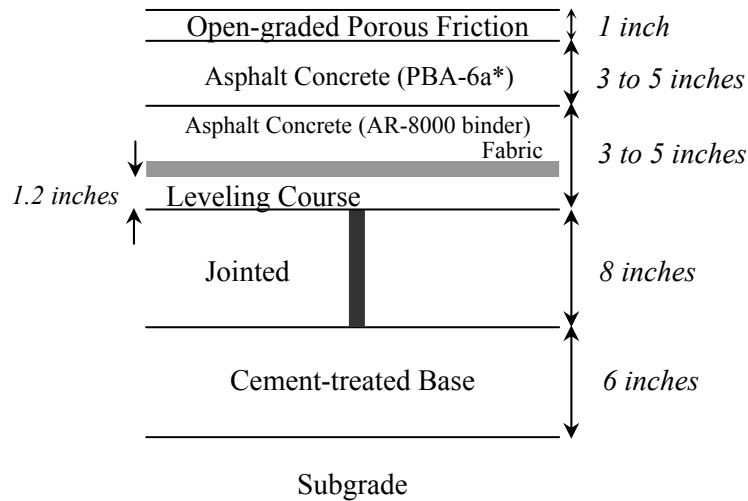 Open-graded Porous Friction
1 inch
Asphalt Concrete (PBA-6a*)
3 to 5 inches
Asphalt Concrete (AR-8000 binder)
Fabric
3 to 5 inches
1.2 inches
Leveling Course
Jointed
8 inches
Cement-treated Base
6 inches
Subgrade